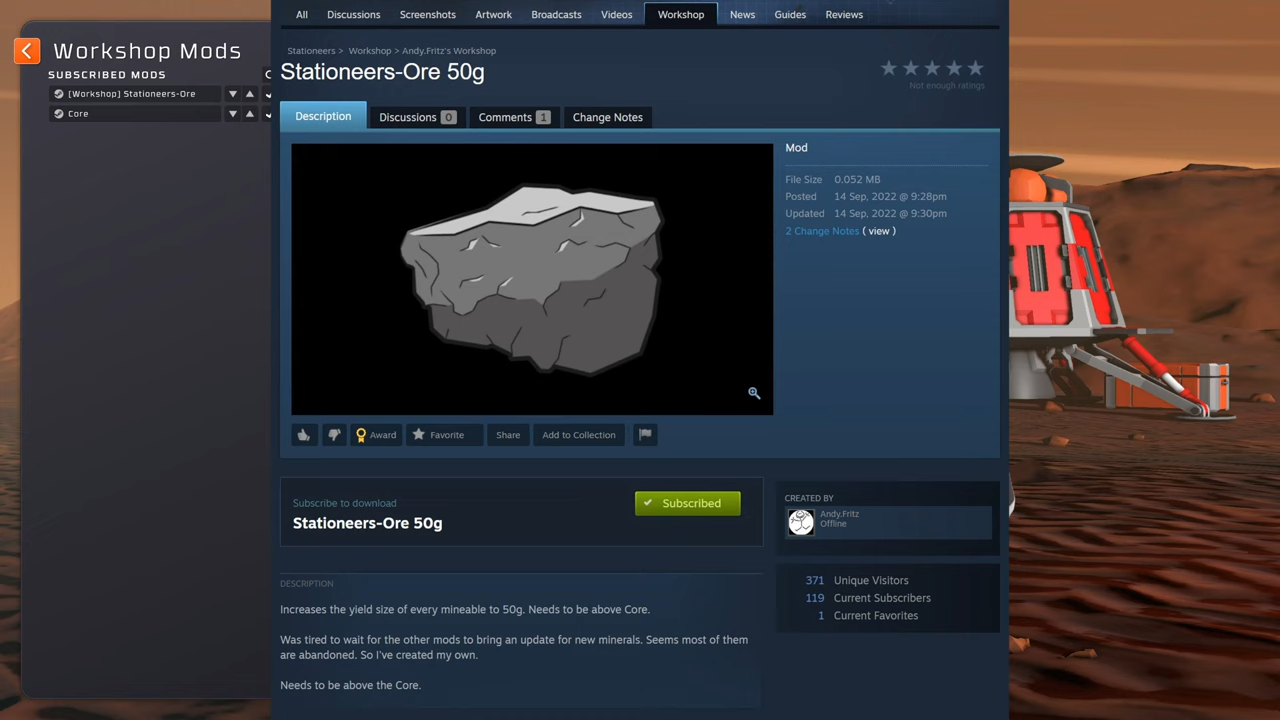 All Discussions Screenshots Artwork Broadcasts Videos Workshop News Guides Reviews
Workshop Mods
SUBSCRIBED MODS
[Workshop] Stationeers-Ore
Core
Stationeers > Workshop > Andy.Fritz's Workshop
Stationeers-Ore 50g
Not enough ratings
Description Discussions 0 Comments 1 Change Notes
Mod
File Size 0.052 MB
Posted 14 Sep, 2022 @ 9:28pm
Updated 14 Sep, 2022 @ 9:30pm
2 Change Notes ( view )
Award Favorite Share Add to Collection
Subscribe to download
Stationeers-Ore 50g
Subscribed
CREATED BY
Andy.Fritz
Offline
371 Unique Visitors
119 Current Subscribers
1 Current Favorites
DESCRIPTION
Increases the yield size of every mineable to 50g. Needs to be above Core.
Was tired to wait for the other mods to bring an update for new minerals. Seems most of them
are abandoned. So I've created my own.
Needs to be above the Core.